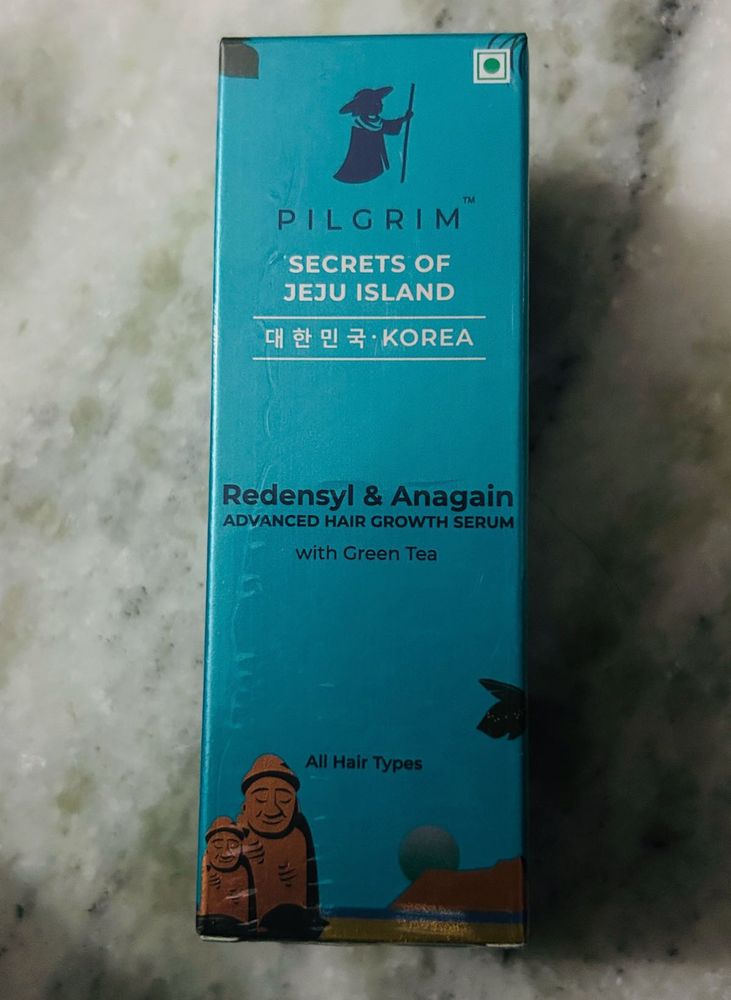 PILGRIM™
SECRETS OF
JEJU ISLAND
대한민국·KOREA
Redensyl & Anagain
ADVANCED HAIR GROWTH SERUM
with Green Tea
All Hair Types